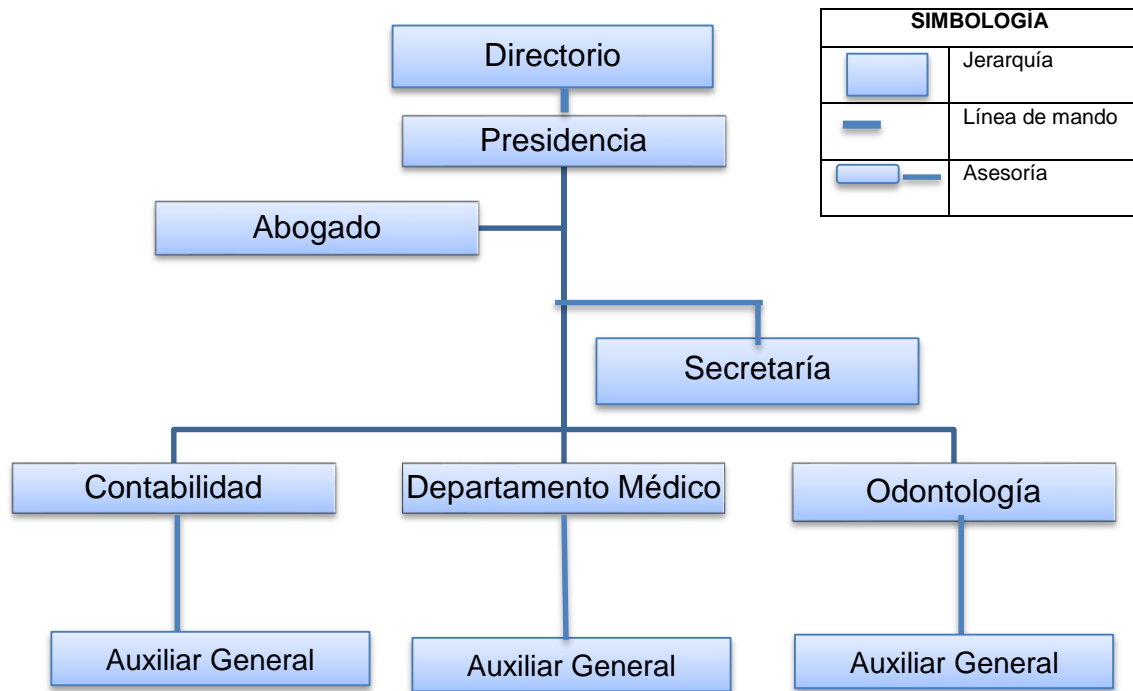 SIMBOLOGÍA
Jerarquía
Línea de mando
Asesoría
Directorio
Presidencia
Abogado
Secretaría
Contabilidad
Departamento Médico
Odontología
Auxiliar General
Auxiliar General
Auxiliar General